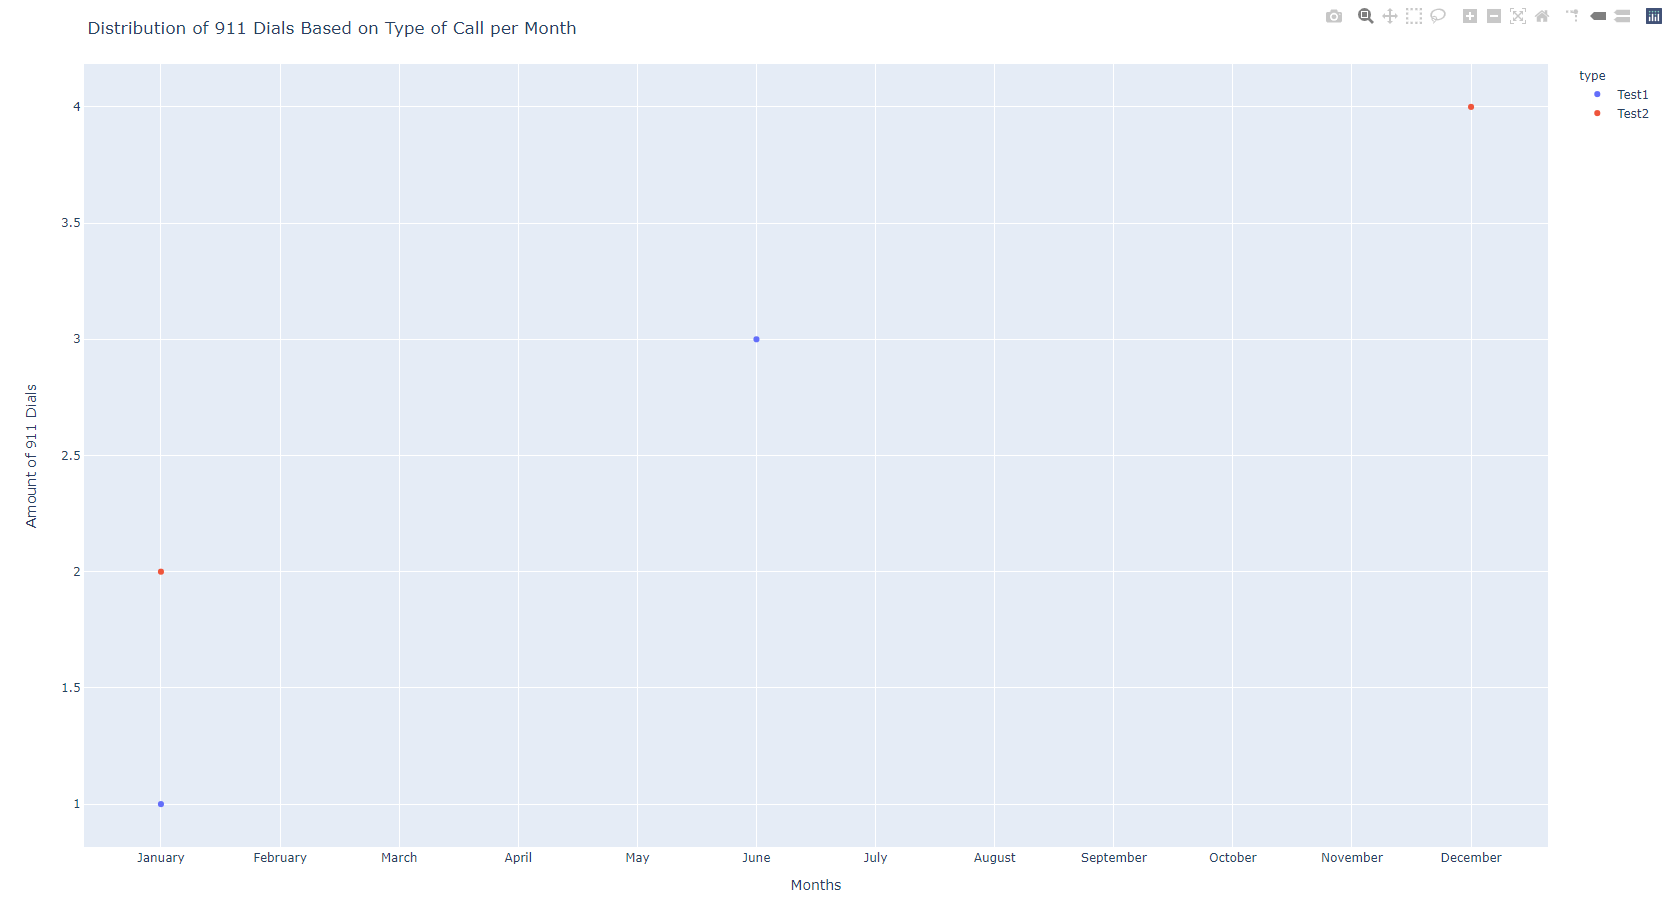 Distribution of 911 Dials Based on Type of Call per Month
type
Test1
Test2
4
3.5
3
2.5
2
1.5
1
Amount of 911 Dials
January February March April May June July August September October November December
Months